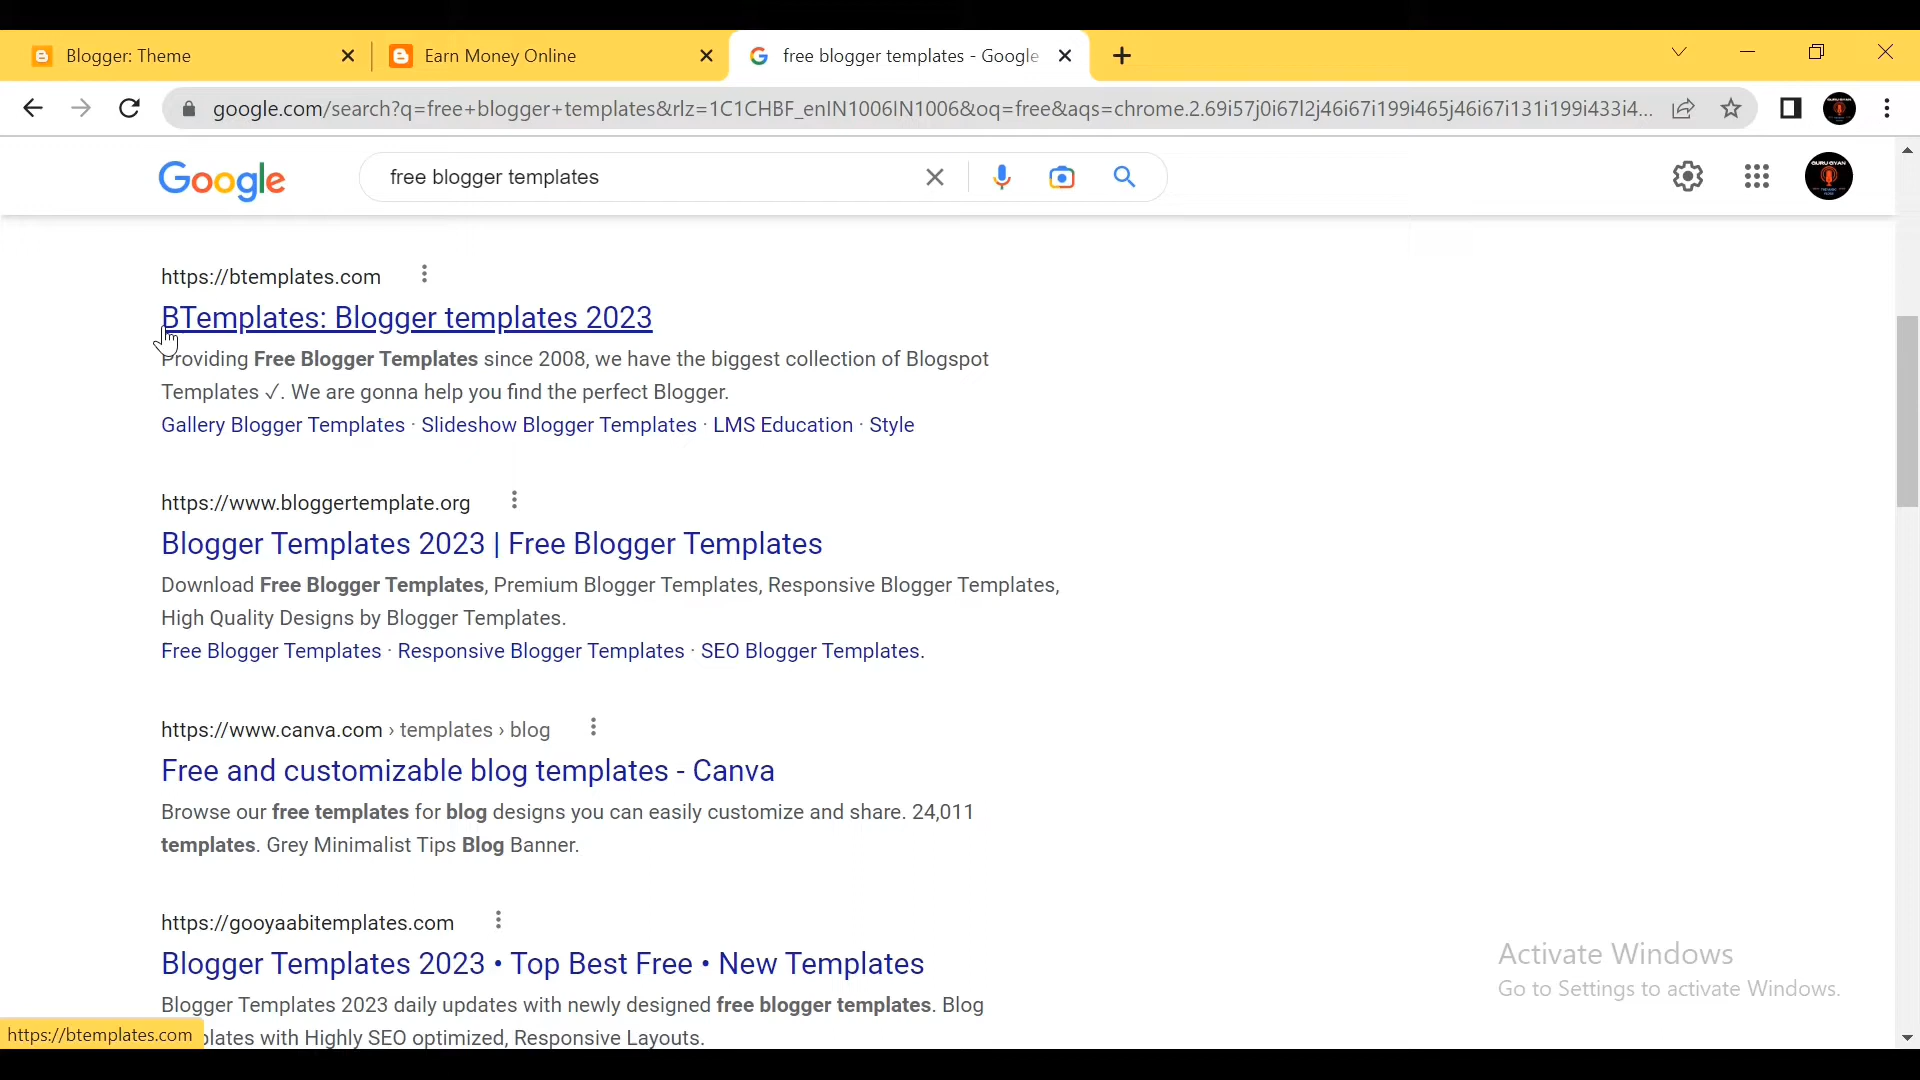 Blogger: Theme
Earn Money Online
free blogger templates - Google
google.com/search?q=free+blogger+templates&rlz=1C1CHBF_enIN1006IN1006&oq=free&aqs=chrome.2.69i57j0i67l2j46i67i199i465j46i67i131i199i433i4...
Google
free blogger templates
GURU GYAN
https://btemplates.com
BTemplates: Blogger templates 2023
Providing Free Blogger Templates since 2008, we have the biggest collection of Blogspot
Templates ✓. We are gonna help you find the perfect Blogger.
Gallery Blogger Templates · Slideshow Blogger Templates · LMS Education · Style
https://www.bloggertemplate.org
Blogger Templates 2023 | Free Blogger Templates
Download Free Blogger Templates, Premium Blogger Templates, Responsive Blogger Templates,
High Quality Designs by Blogger Templates.
Free Blogger Templates · Responsive Blogger Templates · SEO Blogger Templates.
https://www.canva.com › templates › blog
Free and customizable blog templates - Canva
Browse our free templates for blog designs you can easily customize and share. 24,011
templates. Grey Minimalist Tips Blog Banner.
https://gooyaabitemplates.com
Blogger Templates 2023 • Top Best Free • New Templates
Blogger Templates 2023 daily updates with newly designed free blogger templates. Blog
plates with Highly SEO optimized, Responsive Layouts.
https://btemplates.com
Activate Windows
Go to Settings to activate Windows.